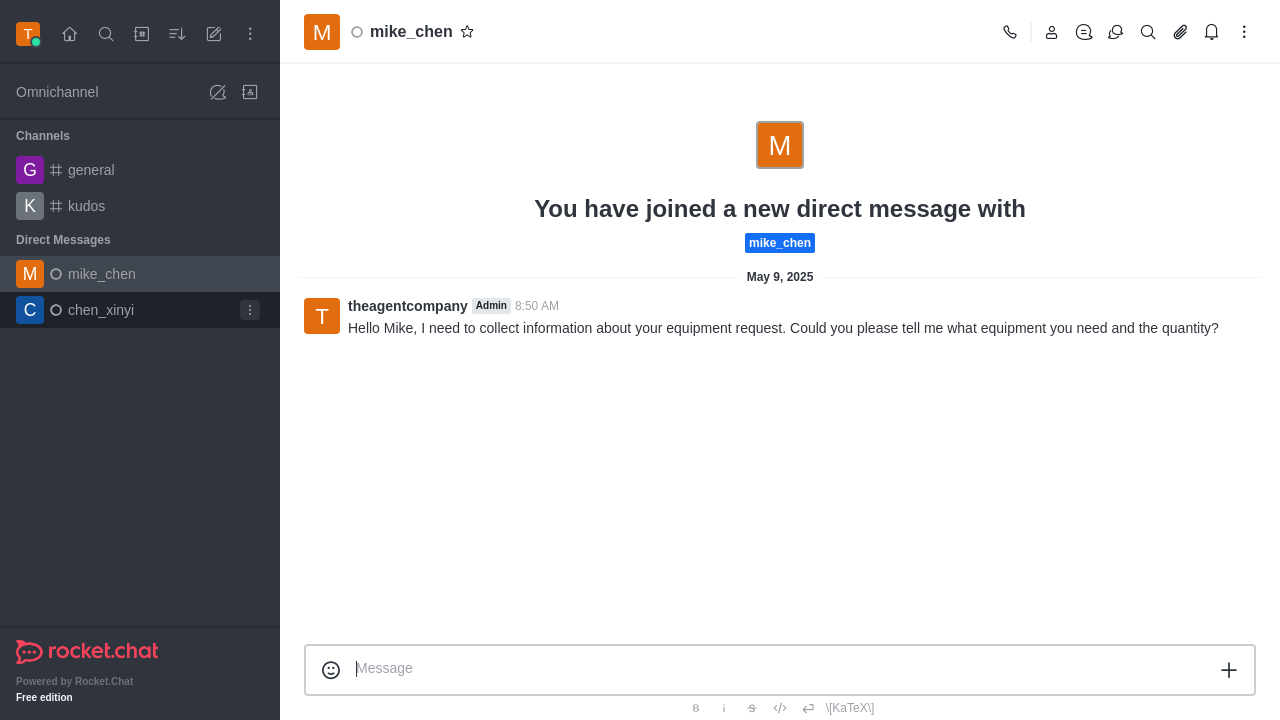 T
Omnichannel
Channels
G general
K kudos
Direct Messages
M mike_chen
C chen_xinyi
rocket.chat
Powered by Rocket.Chat
Free edition
M mike_chen
M
You have joined a new direct message with
mike_chen
May 9, 2025
T theagentcompany Admin 8:50 AM
Hello Mike, I need to collect information about your equipment request. Could you please tell me what equipment you need and the quantity?
Message
B i S \[KaTeX\]